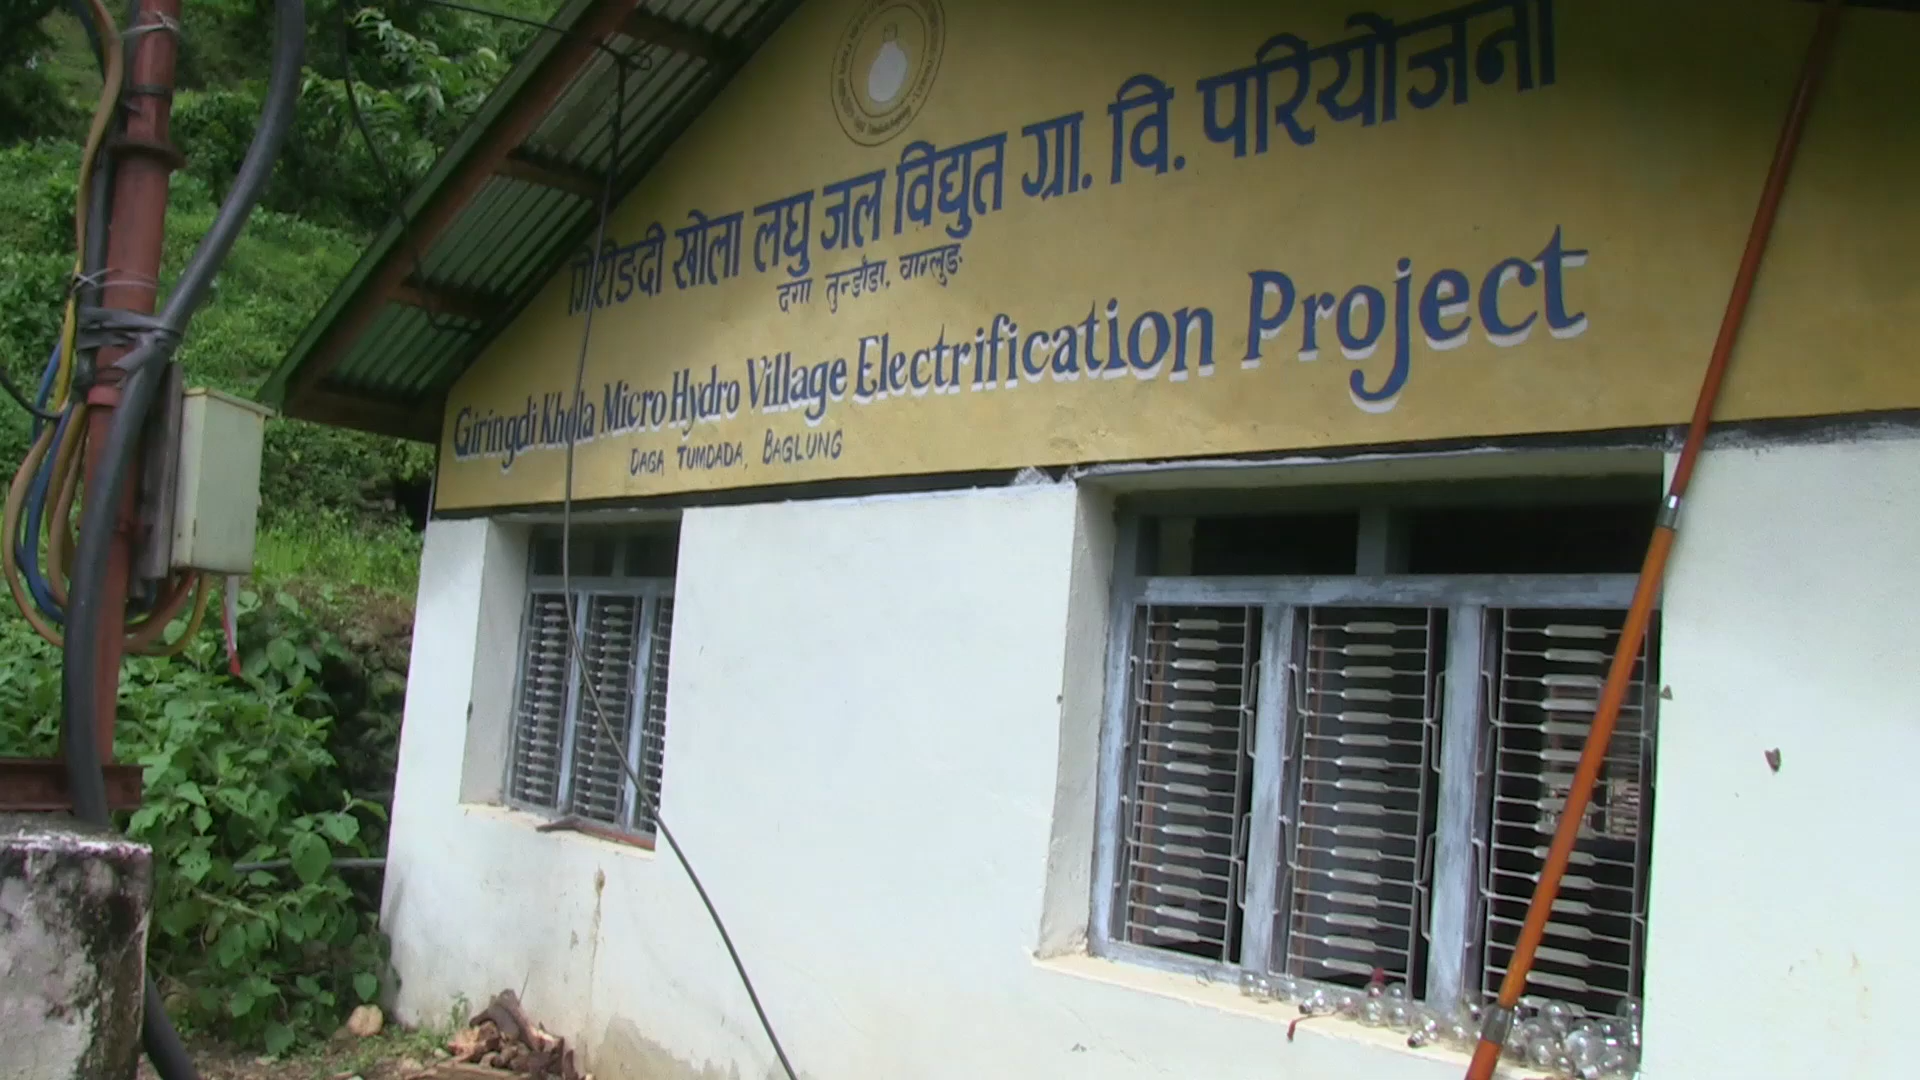 गिरीङदी खोला लघु जल विद्युत ग्रा. वि. परियोजना
दगा तुन्डाँडा, वाग्लुङ
Giringdi Khola Micro Hydro Village Electrification Project
DAGA TUMDADA, BAGLUNG